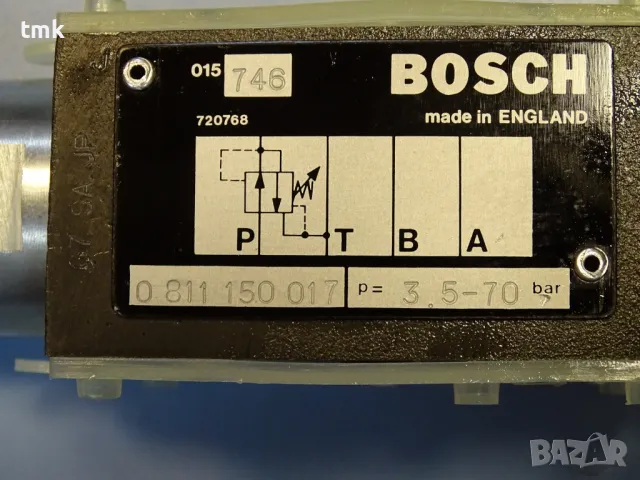 tmk
015 746
BOSCH
made in ENGLAND
720768
P T B A
0 811 150 017
p= 3.5-70 bar
BAZAR